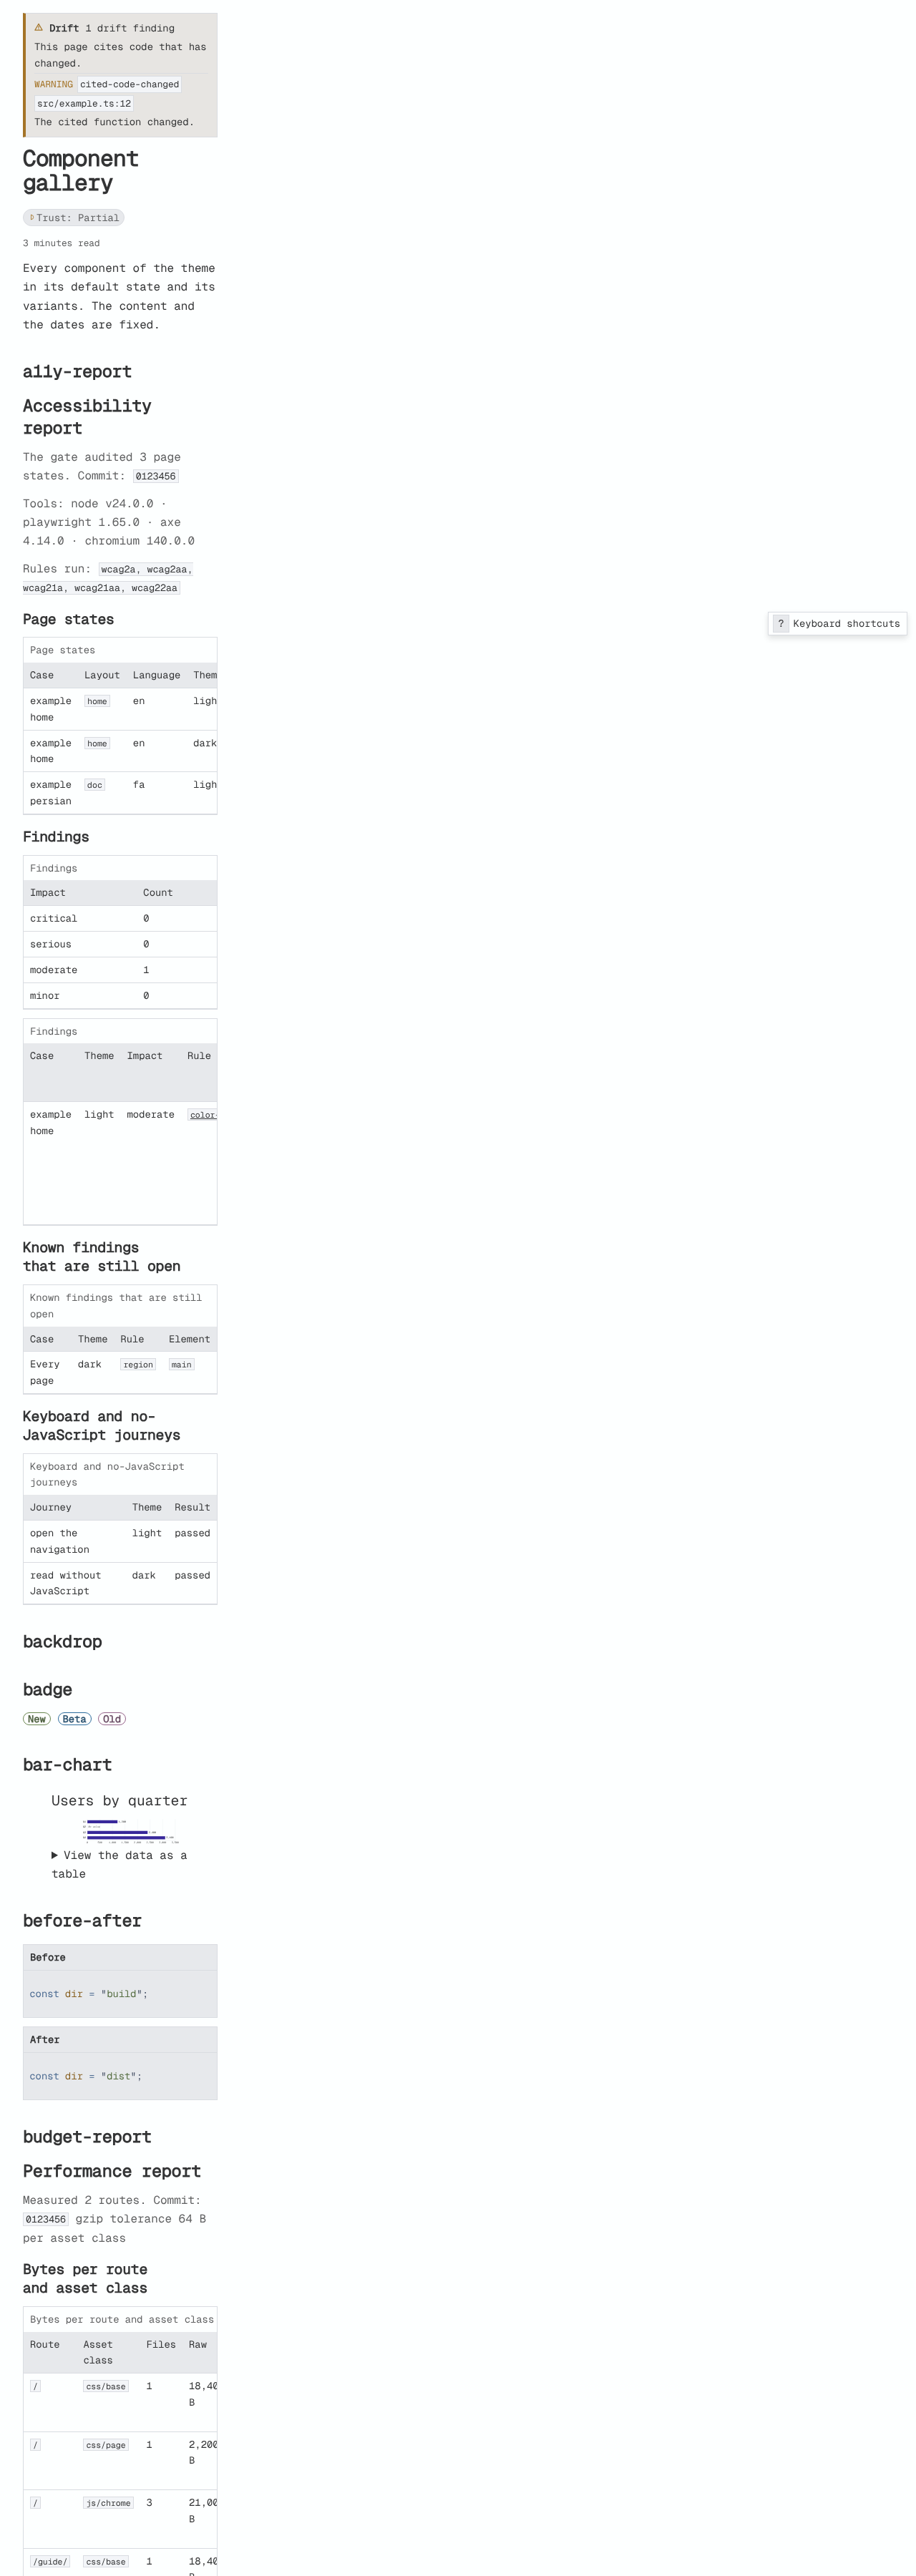 Drift 1 drift finding
This page cites code that has
changed.
WARNING cited-code-changed
src/example.ts:12
The cited function changed.
Component
gallery
Trust: Partial
3 minutes read
Every component of the theme
in its default state and its
variants. The content and
the dates are fixed.
a11y-report
Accessibility
report
The gate audited 3 page
states. Commit: 0123456
Tools: node v24.0.0 ·
playwright 1.65.0 · axe
4.14.0 · chromium 140.0.0
Rules run: wcag2a, wcag2aa,
wcag21a, wcag21aa, wcag22aa
Page states
? Keyboard shortcuts
Page states
Case Layout Language Them
example home en ligh
home
example home en dark
home
example doc fa ligh
persian
Findings
Findings
Impact Count
critical 0
serious 0
moderate 1
minor 0
Findings
Case Theme Impact Rule
example light moderate color-
home
Known findings
that are still open
Known findings that are still
open
Case Theme Rule Element
Every dark region main
page
Keyboard and no-
JavaScript journeys
Keyboard and no-JavaScript
journeys
Journey Theme Result
open the light passed
navigation
read without dark passed
JavaScript
backdrop
badge
New Beta Old
bar-chart
Users by quarter
View the data as a
table
before-after
Before
const dir = "build";
After
const dir = "dist";
budget-report
Performance report
Measured 2 routes. Commit:
0123456 gzip tolerance 64 B
per asset class
Bytes per route
and asset class
Bytes per route and asset class
Route Asset Files Raw
class
/ css/base 1 18,40
B
/ css/page 1 2,200
B
/ js/chrome 3 21,00
B
/guide/ css/base 1 18,40